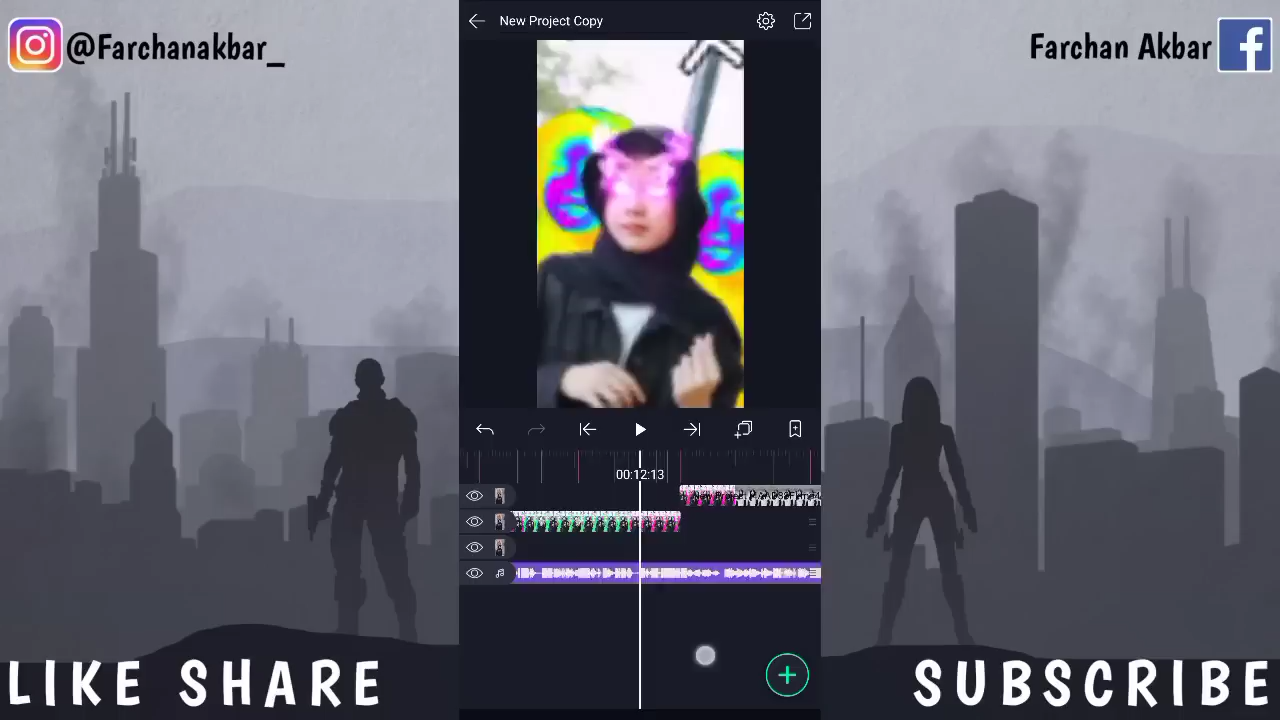 @Farchanakbar_
New Project Copy
Farchan Akbar
00:12:13
LIKE SHARE
SUBSCRIBE